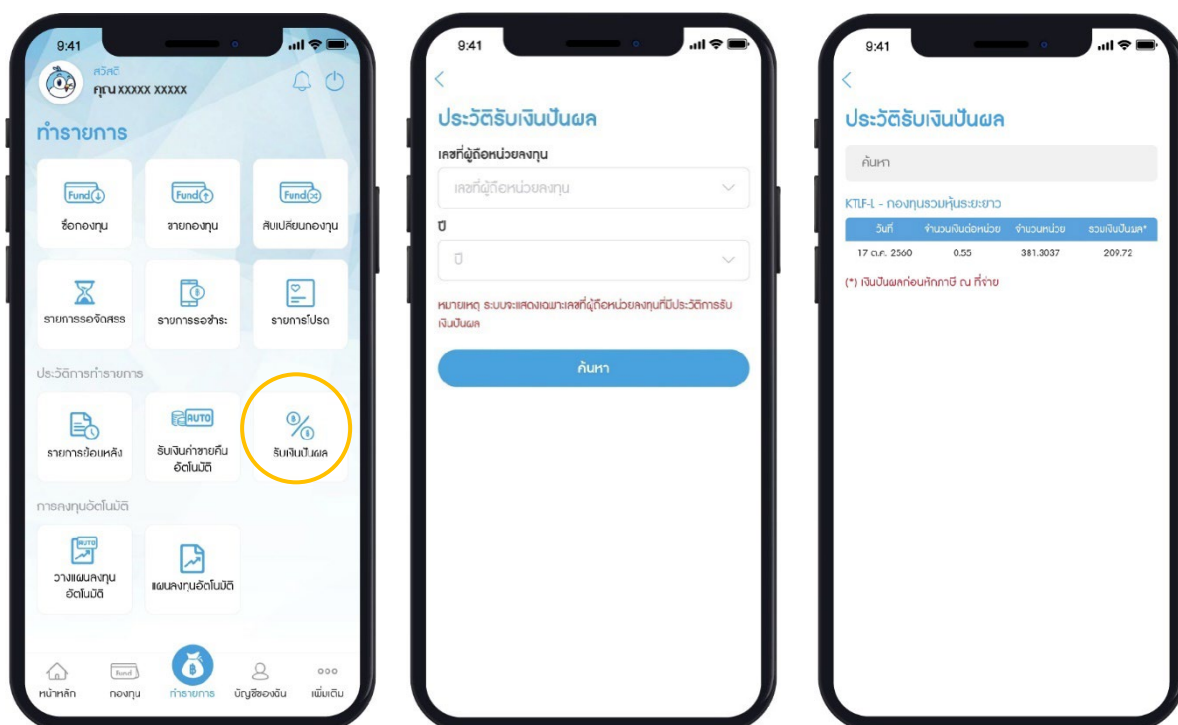 9:41
สวัสดี
คุณ xxxxx xxxxx
ทำรายการ
Fund
Fund
Fund
ซื้อกองทุน
ขายกองทุน
สับเปลี่ยนกองทุน
รายการรอจัดสรร
รายการรอชำระ
รายการโปรด
ประวัติการทำรายการ
AUTO
รายการย้อนหลัง
รับเงินค่าขายคืน
อัตโนมัติ
รับเงินปันผล
การลงทุนอัตโนมัติ
AUTO
วางแผนลงทุน
อัตโนมัติ
แผนลงทุนอัตโนมัติ
Fund
หน้าหลัก
กองทุน
ทำรายการ
บัญชีของฉัน
เพิ่มเติม
9:41
ประวัติรับเงินปันผล
เลขที่ผู้ถือหน่วยลงทุน
เลขที่ผู้ถือหน่วยลงทุน
ปี
ปี
หมายเหตุ ระบบจะแสดงเฉพาะเลขที่ผู้ถือหน่วยลงทุนที่มีประวัติการรับ
เงินปันผล
ค้นหา
9:41
ประวัติรับเงินปันผล
ค้นหา
KTLF-L - กองทุนรวมหุ้นระยะยาว
วันที่ จำนวนเงินต่อหน่วย จำนวนหน่วย รวมเงินปันผล*
17 ต.ค. 2560 0.55 381.3037 209.72
(*) เงินปันผลก่อนหักภาษี ณ ที่จ่าย